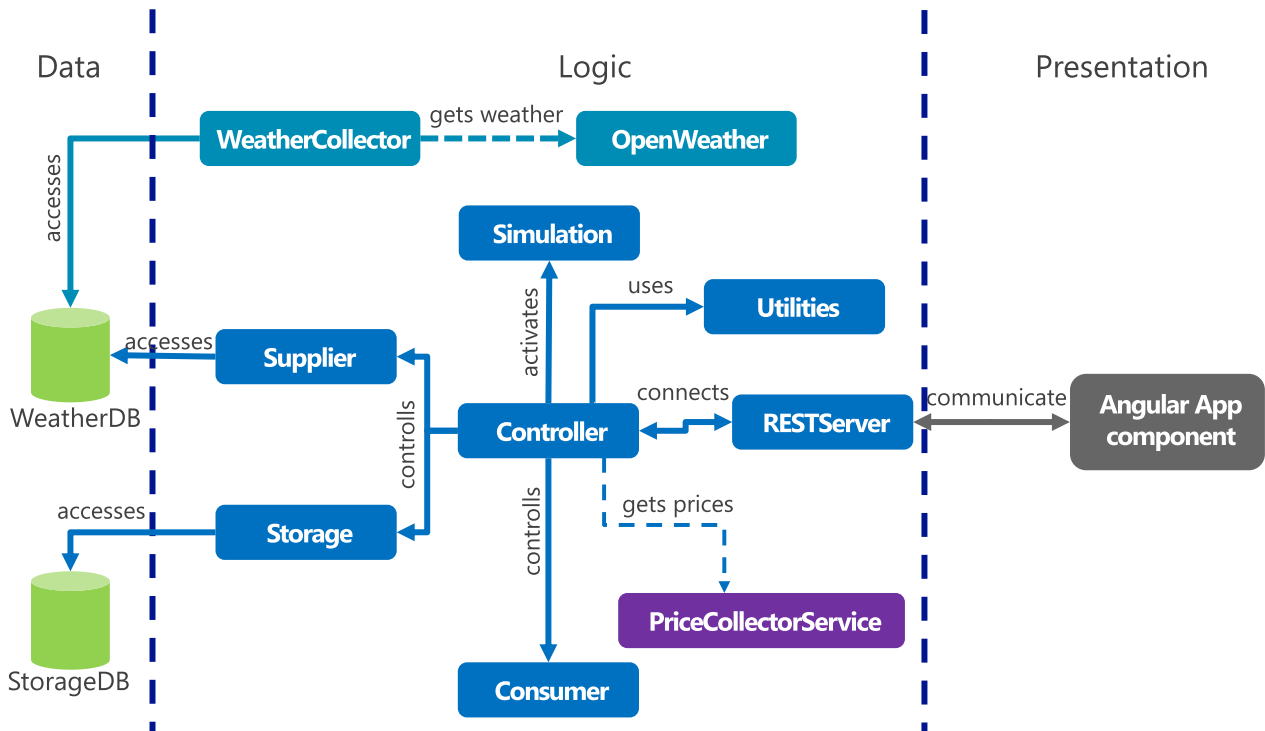 Data
Logic
Presentation
gets weather
WeatherCollector
OpenWeather
accesses
Simulation
uses
activates
Utilities
accesses
Supplier
WeatherDB
connects
communicate
controlls
Controller
RESTServer
Angular App
component
accesses
gets prices
controlls
Storage
PriceCollectorService
StorageDB
Consumer